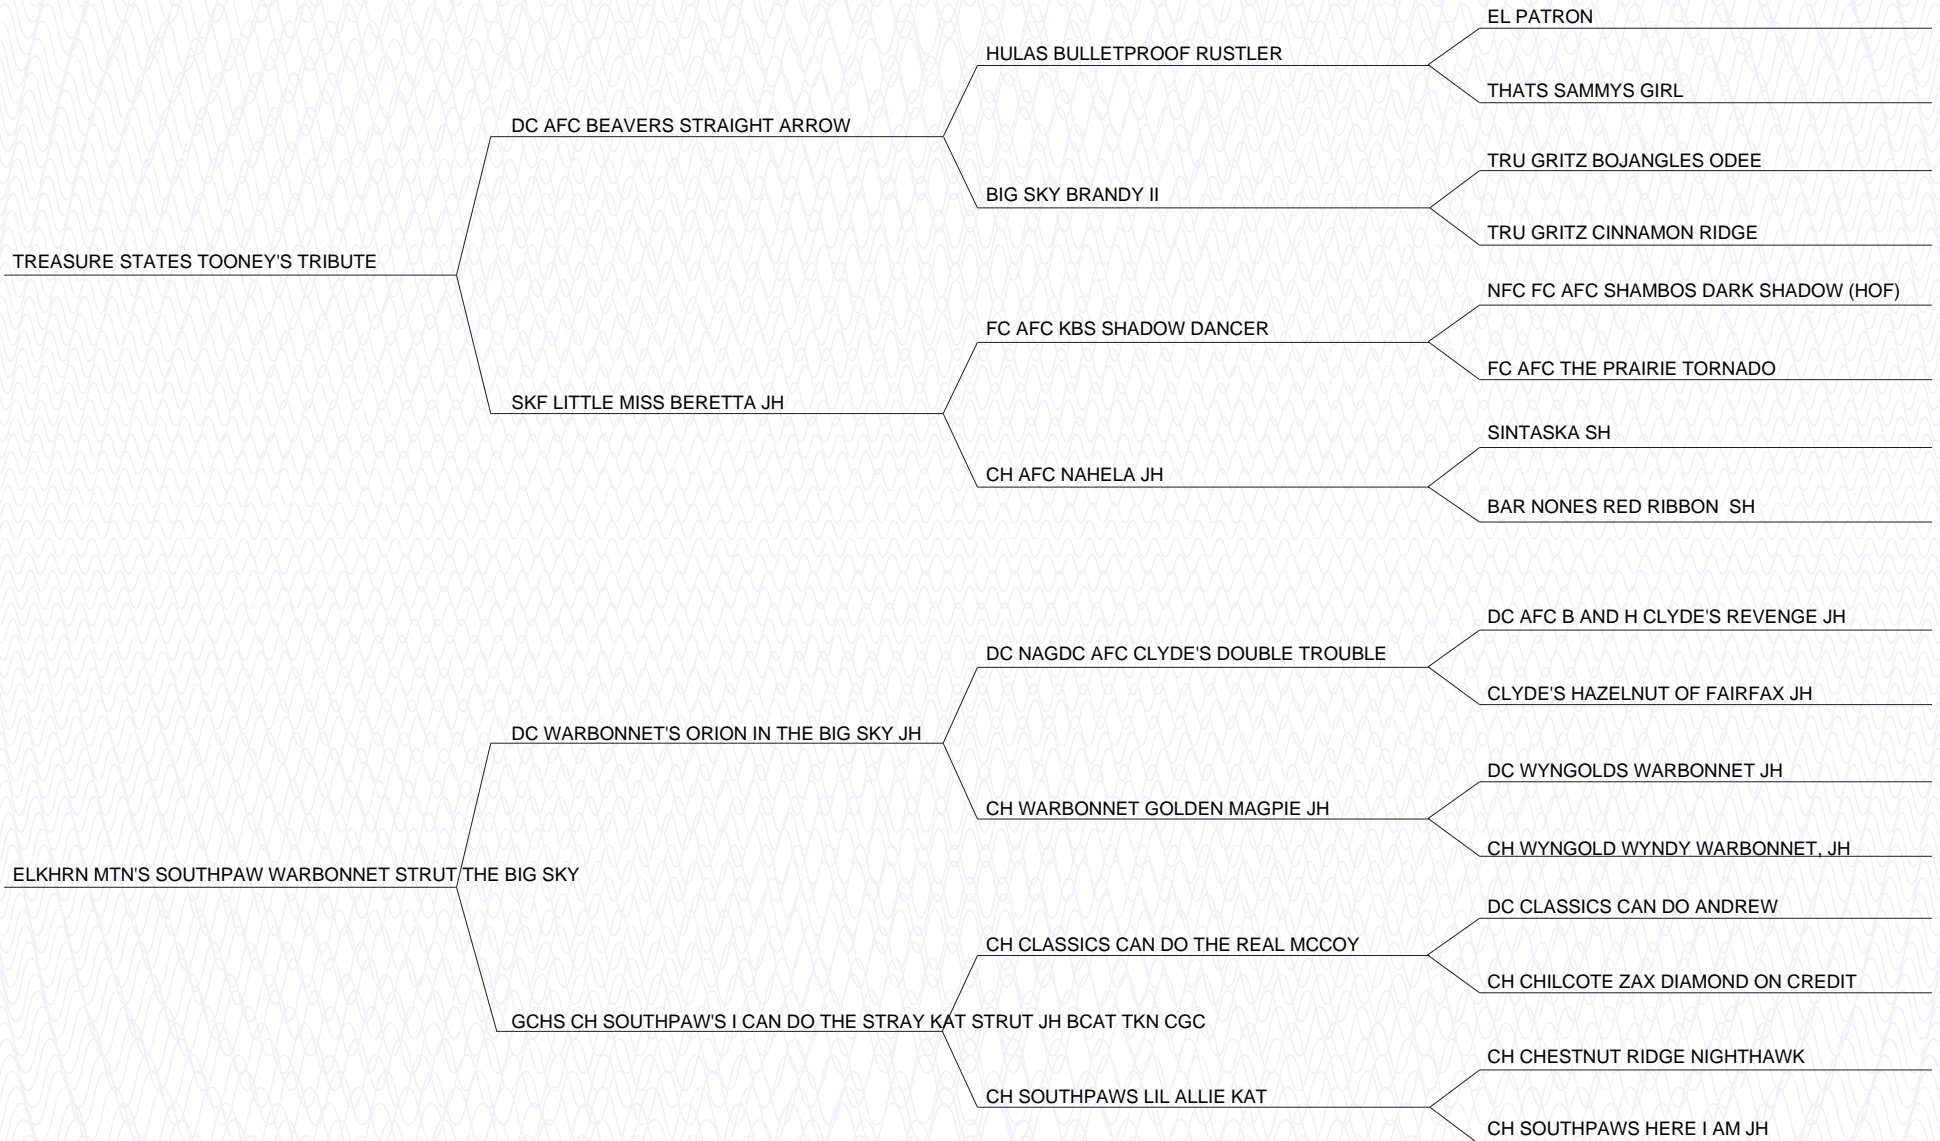 EL PATRON
HULAS BULLETPROOF RUSTLER
THATS SAMMYS GIRL
DC AFC BEAVERS STRAIGHT ARROW
TRU GRITZ BOJANGLES ODEE
BIG SKY BRANDY II
TRU GRITZ CINNAMON RIDGE
TREASURE STATES TOONEY'S TRIBUTE
NFC FC AFC SHAMBOS DARK SHADOW (HOF)
FC AFC KBS SHADOW DANCER
FC AFC THE PRAIRIE TORNADO
SKF LITTLE MISS BERETTA JH
SINTASKA SH
CH AFC NAHELA JH
BAR NONES RED RIBBON  SH
DC AFC B AND H CLYDE'S REVENGE JH
DC NAGDC AFC CLYDE'S DOUBLE TROUBLE
CLYDE'S HAZELNUT OF FAIRFAX JH
DC WARBONNET'S ORION IN THE BIG SKY JH
DC WYNGOLDS WARBONNET JH
CH WARBONNET GOLDEN MAGPIE JH
CH WYNGOLD WYNDY WARBONNET, JH
ELKHRN MTN'S SOUTHPAW WARBONNET STRUT THE BIG SKY
DC CLASSICS CAN DO ANDREW
CH CLASSICS CAN DO THE REAL MCCOY
CH CHILCOTE ZAX DIAMOND ON CREDIT
GCHS CH SOUTHPAW'S I CAN DO THE STRAY KAT STRUT JH BCAT TKN CGC
CH CHESTNUT RIDGE NIGHTHAWK
CH SOUTHPAWS LIL ALLIE KAT
CH SOUTHPAWS HERE I AM JH